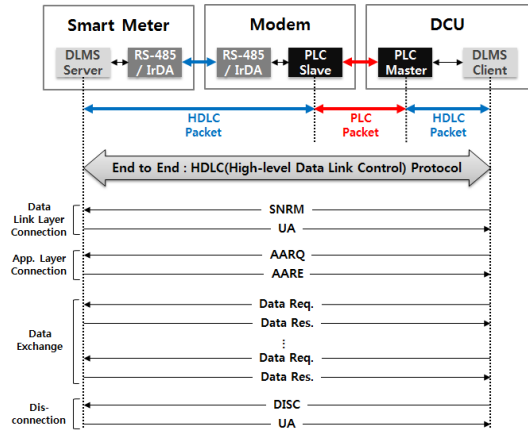 Smart Meter
Modem
DCU
DLMS
Server
RS-485
/ IrDA
RS-485
/ IrDA
PLC
Slave
PLC
Master
DLMS
Client
HDLC
Packet
PLC
Packet
HDLC
Packet
End to End : HDLC(High-level Data Link Control) Protocol
Data
Link Layer
Connection
SNRM
UA
App. Layer
Connection
AARQ
AARE
Data
Exchange
Data Req.
Data Res.
⋮
Data Req.
Data Res.
Dis-
connection
DISC
UA